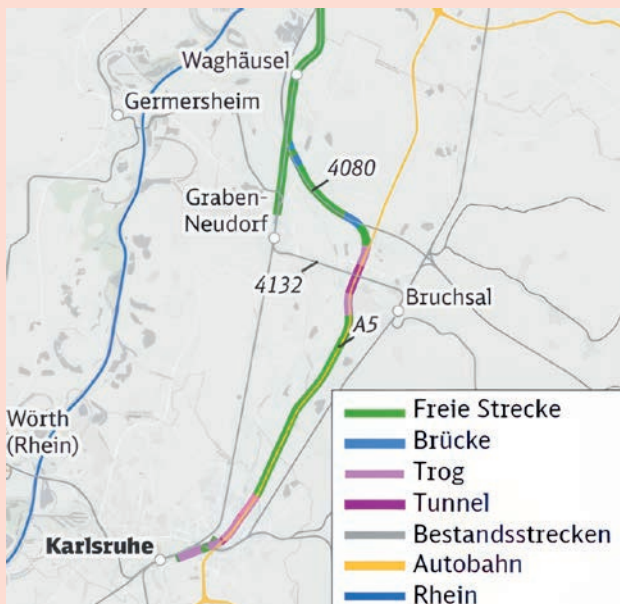 Waghäusel
Germersheim
4080
Graben-
Neudorf
4132
Bruchsal
A5
Wörth
(Rhein)
Karlsruhe
Freie Strecke
Brücke
Trog
Tunnel
Bestandsstrecken
Autobahn
Rhein